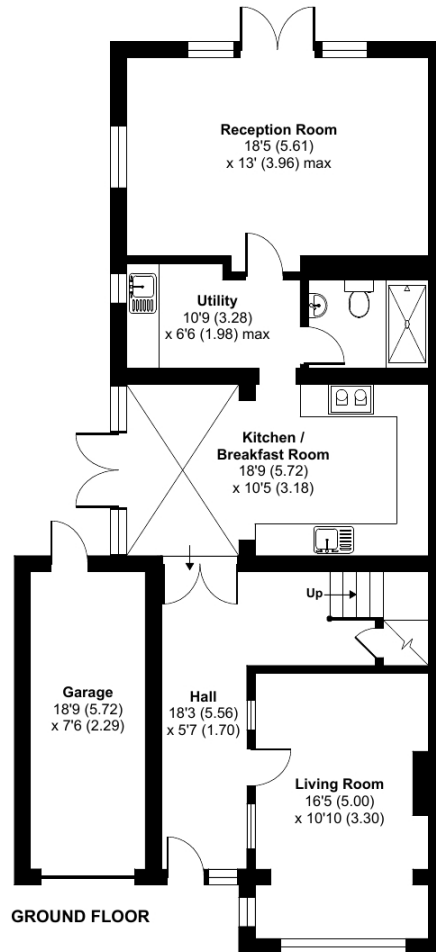 Reception Room
18'5 (5.61)
x 13' (3.96) max
Utility
10'9 (3.28)
x 6'6 (1.98) max
Kitchen /
Breakfast Room
18'9 (5.72)
x 10'5 (3.18)
Up
Garage
18'9 (5.72)
x 7'6 (2.29)
Hall
18'3 (5.56)
x 5'7 (1.70)
Living Room
16'5 (5.00)
x 10'10 (3.30)
GROUND FLOOR